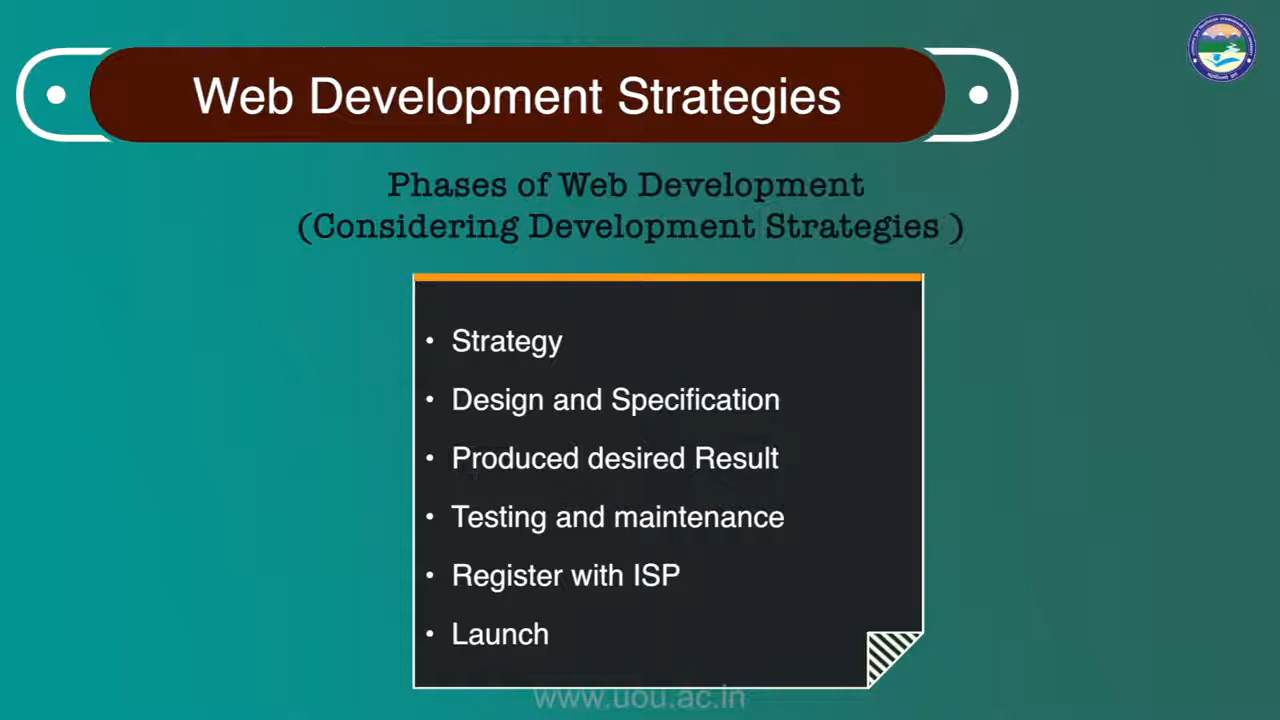 Web Development Strategies
Phases of Web Development
(Considering Development Strategies )
• Strategy
• Design and Specification
• Produced desired Result
• Testing and maintenance
• Register with ISP
• Launch
www.uou.ac.in